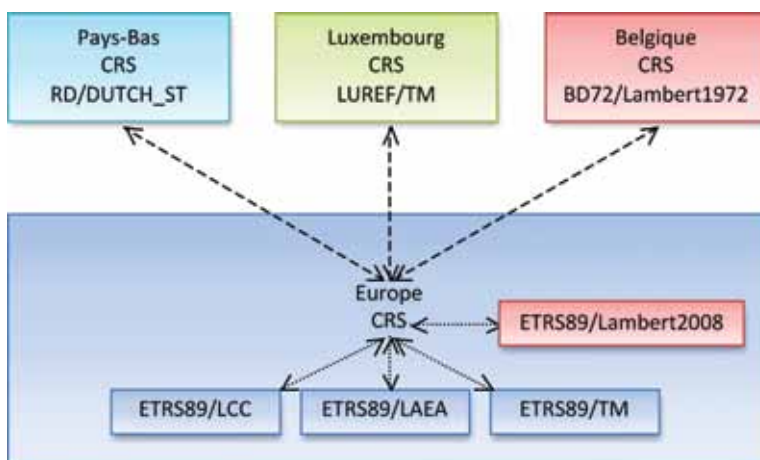 Pays-Bas
CRS
RD/DUTCH_ST
Luxembourg
CRS
LUREF/TM
Belgique
CRS
BD72/Lambert1972
Europe
CRS
ETRS89/Lambert2008
ETRS89/LCC
ETRS89/LAEA
ETRS89/TM